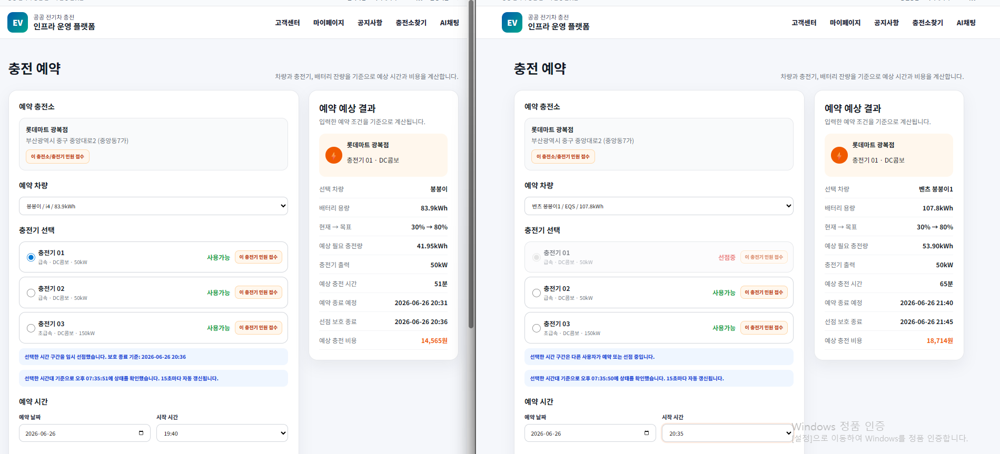 EV
공공 전기차 충전
인프라 운영 플랫폼
고객센터 마이페이지 공지사항 충전소찾기 AI채팅
충전 예약
차량과 충전기, 배터리 잔량을 기준으로 예상 시간과 비용을 계산합니다.
예약 충전소
롯데마트 광복점
부산광역시 중구 중앙대로2 (중앙동7가)
이 충전소/충전기 민원 접수
예약 차량
붕붕이 / i4 / 83.9kWh
충전기 선택
충전기 01
급속 · DC콤보 · 50kW
사용가능 이 충전기 민원 접수
충전기 02
급속 · DC콤보 · 50kW
사용가능 이 충전기 민원 접수
충전기 03
초급속 · DC콤보 · 150kW
사용가능 이 충전기 민원 접수
선택한 시간 구간을 임시 선점했습니다. 보호 종료 기준: 2026-06-26 20:36
선택한 시간대 기준으로 오후 07:35:51에 상태를 확인했습니다. 15초마다 자동 갱신됩니다.
예약 시간
예약 날짜 시작 시간
2026-06-26 19:40
예약 예상 결과
입력한 예약 조건을 기준으로 계산됩니다.
롯데마트 광복점
충전기 01 · DC콤보
선택 차량 붕붕이
배터리 용량 83.9kWh
현재 → 목표 30% → 80%
예상 필요 충전량 41.95kWh
충전기 출력 50kW
예상 충전 시간 51분
예약 종료 예정 2026-06-26 20:31
선점 보호 종료 2026-06-26 20:36
예상 충전 비용 14,565원
EV
공공 전기차 충전
인프라 운영 플랫폼
고객센터 마이페이지 공지사항 충전소찾기 AI채팅
충전 예약
차량과 충전기, 배터리 잔량을 기준으로 예상 시간과 비용을 계산합니다.
예약 충전소
롯데마트 광복점
부산광역시 중구 중앙대로2 (중앙동7가)
이 충전소/충전기 민원 접수
예약 차량
벤츠 붕붕이1 / EQS / 107.8kWh
충전기 선택
충전기 01
급속 · DC콤보 · 50kW
선점중 이 충전기 민원 접수
충전기 02
급속 · DC콤보 · 50kW
사용가능 이 충전기 민원 접수
충전기 03
초급속 · DC콤보 · 150kW
사용가능 이 충전기 민원 접수
선택한 시간 구간은 다른 사용자가 예약 또는 선점 중입니다.
선택한 시간대 기준으로 오후 07:35:50에 상태를 확인했습니다. 15초마다 자동 갱신됩니다.
예약 시간
예약 날짜 시작 시간
2026-06-26 20:35
예약 예상 결과
입력한 예약 조건을 기준으로 계산됩니다.
롯데마트 광복점
충전기 01 · DC콤보
선택 차량 벤츠 붕붕이1
배터리 용량 107.8kWh
현재 → 목표 30% → 80%
예상 필요 충전량 53.90kWh
충전기 출력 50kW
예상 충전 시간 65분
예약 종료 예정 2026-06-26 21:40
선점 보호 종료 2026-06-26 21:45
예상 충전 비용 18,714원
Windows 정품 인증
[설정]으로 이동하여 Windows를 정품 인증합니다.